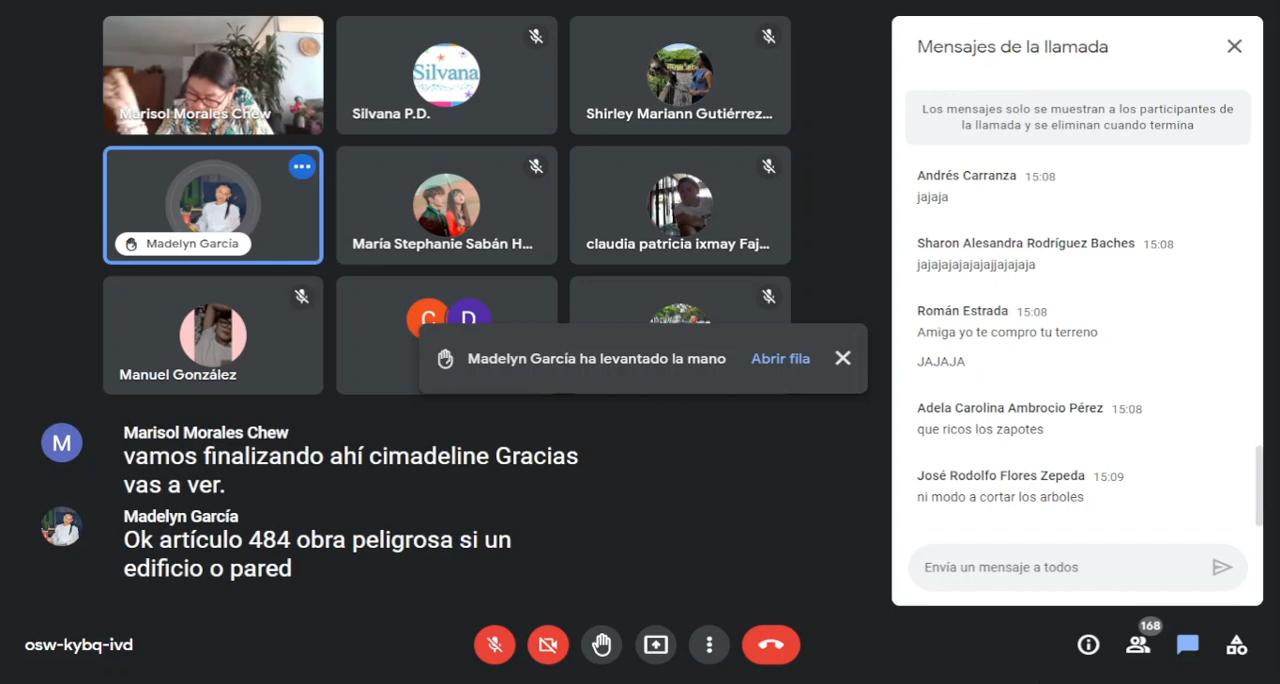 Marisol Morales Chew
Silvana
Silvana P.D.
Shirley Mariann Gutiérrez...
Madelyn García
María Stephanie Sabán H...
claudia patricia ixmay Faj...
Manuel González
C D
Madelyn García ha levantado la mano Abrir fila
M
Marisol Morales Chew
vamos finalizando ahí cimadeline Gracias
vas a ver.
Madelyn García
Ok artículo 484 obra peligrosa si un
edificio o pared
osw-kybq-ivd
168
Mensajes de la llamada
Los mensajes solo se muestran a los participantes de
la llamada y se eliminan cuando termina
Andrés Carranza 15:08
jajaja
Sharon Alesandra Rodríguez Baches 15:08
jajajajajajajjajajaja
Román Estrada 15:08
Amiga yo te compro tu terreno
JAJAJA
Adela Carolina Ambrocio Pérez 15:08
que ricos los zapotes
José Rodolfo Flores Zepeda 15:09
ni modo a cortar los arboles
Envía un mensaje a todos